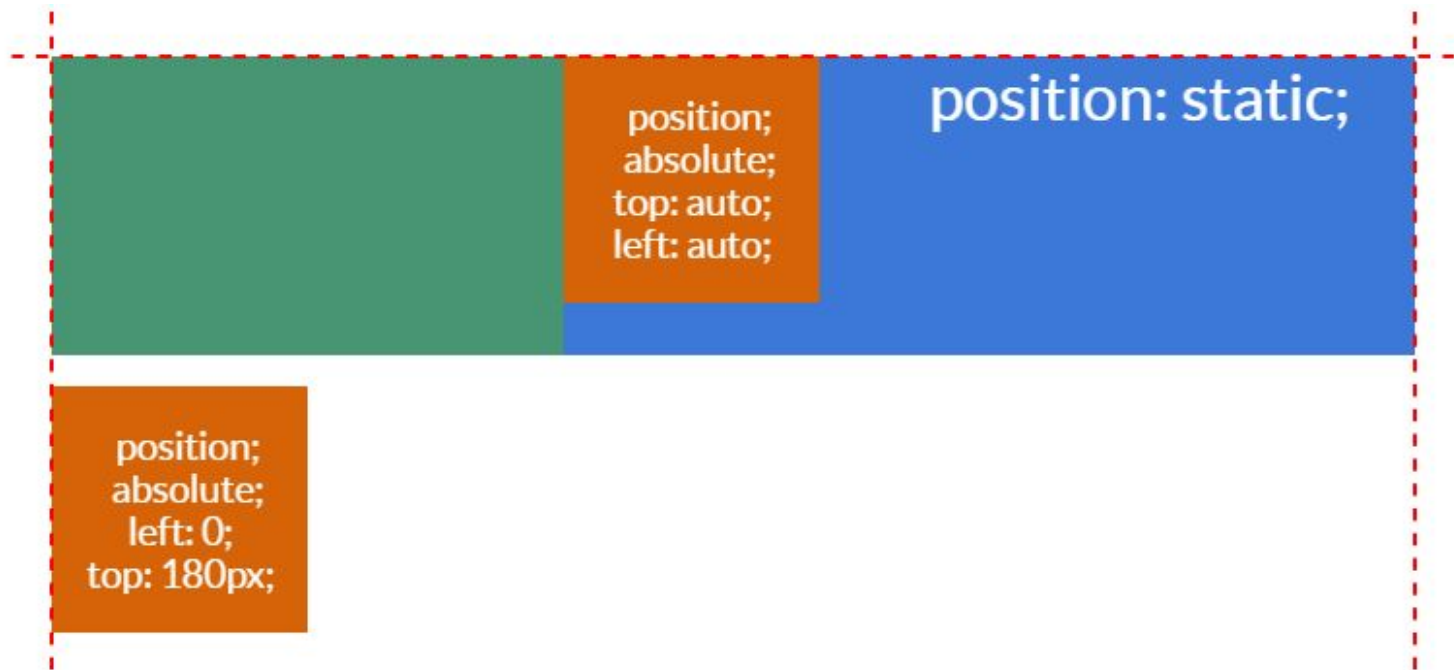 position: static;
position;
absolute;
top: auto;
left: auto;
position;
absolute;
left: 0;
top: 180px;